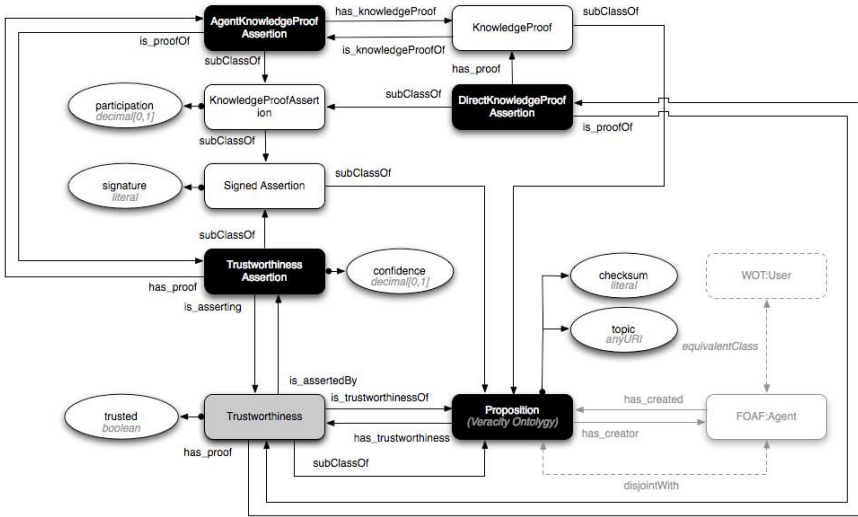 AgentKnowledgeProof
Assertion
has_knowledgeProof
KnowledgeProof
subClassOf
is_proofOf
is_knowledgeProofOf
subClassOf
has_proof
participation
decimal[0,1]
KnowledgeProofAssert
ion
subClassOf
DirectKnowledgeProof
Assertion
is_proofOf
subClassOf
signature
literal
Signed Assertion
subClassOf
subClassOf
Trustworthiness
Assertion
confidence
decimal[0,1]
has_proof
is_asserting
checksum
literal
WOT:User
topic
anyURI
equivalentClass
is_assertedBy
is_trustworthinessOf
trusted
boolean
Trustworthiness
Proposition
(Veracity Ontolygy)
has_created
FOAF:Agent
has_creator
has_trustworthiness
has_proof
subClassOf
disjointWith